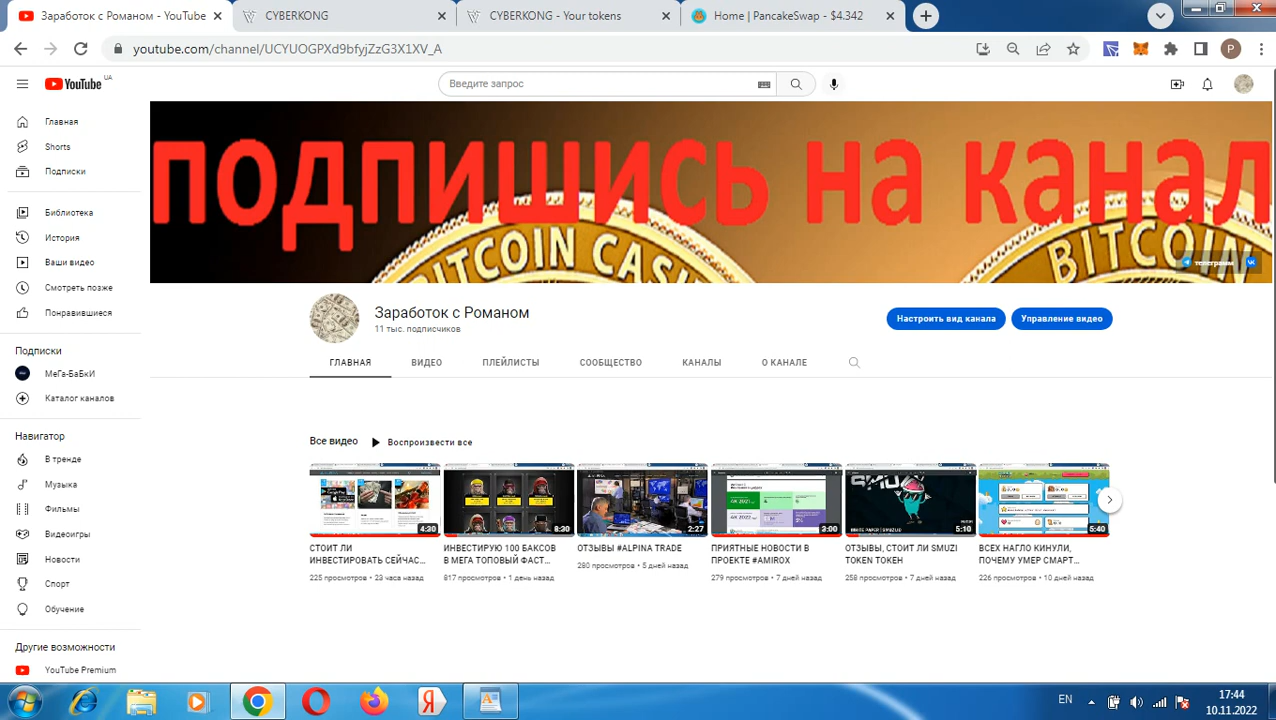 Заработок с Романом - YouTube
CYBERKONG
CYBERKONG - Your tokens
Home | PancakeSwap - $4.342
youtube.com/channel/UCYUOGPXd9bfyjZzG3X1XV_A
P
YouTube UA
Введите запрос
Главная
Shorts
Подписки
Библиотека
История
Ваши видео
Смотреть позже
Понравившиеся
Подписки
МеГа-БаБкИ
Каталог каналов
Навигатор
В тренде
Музыка
Фильмы
Видеоигры
Новости
Спорт
Обучение
Другие возможности
YouTube Premium
подпишись на канал
BITCOIN CASH
BITCOIN
телеграмм
Заработок с Романом
11 тыс. подписчиков
Настроить вид канала
Управление видео
ГЛАВНАЯ
ВИДЕО
ПЛЕЙЛИСТЫ
СООБЩЕСТВО
КАНАЛЫ
О КАНАЛЕ
Все видео
Воспроизвести все
4:30
8:30
2:27
3:00
SMUZI
5:10
5:40
СТОИТ ЛИ
ИНВЕСТИРОВАТЬ СЕЙЧАС...
225 просмотров • 23 часа назад
ИНВЕСТИРУЮ 100 БАКСОВ
В МЕГА ТОПОВЫЙ ФАСТ...
817 просмотров • 1 день назад
ОТЗЫВЫ #ALPINA TRADE
280 просмотров • 5 дней назад
ПРИЯТНЫЕ НОВОСТИ В
ПРОЕКТЕ #AMIROX
279 просмотров • 7 дней назад
ОТЗЫВЫ, СТОИТ ЛИ SMUZI
TOKEN ТОКЕН
258 просмотров • 7 дней назад
ВСЕХ НАГЛО КИНУЛИ,
ПОЧЕМУ УМЕР СМАРТ...
226 просмотров • 10 дней назад
EN
17:44
10.11.2022